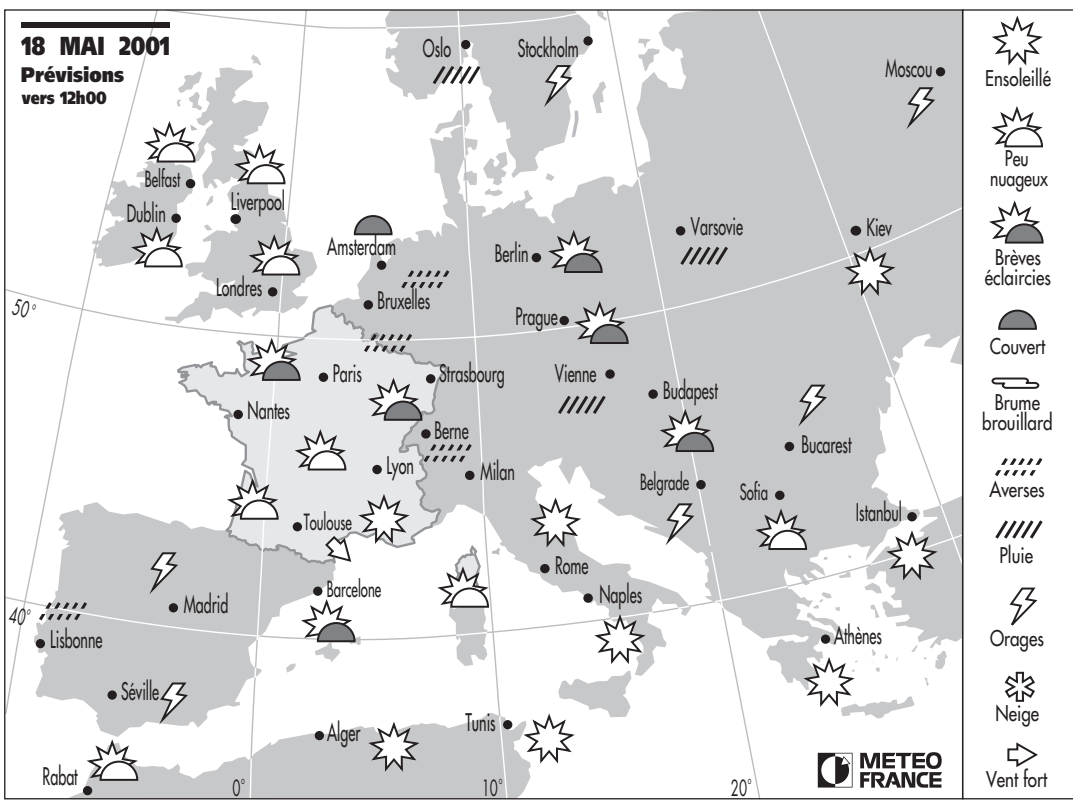 18 MAI 2001
Prévisions
vers 12h00
Oslo
Stockholm
Moscou
Belfast
Dublin
Liverpool
Amsterdam
Londres
Bruxelles
Berlin
Varsovie
Kiev
50°
Prague
Paris
Strasbourg
Vienne
Budapest
Nantes
Berne
Bucarest
Lyon
Milan
Belgrade
Sofia
Istanbul
Toulouse
Barcelone
Rome
Naples
Madrid
40°
Lisbonne
Athènes
Séville
Alger
Tunis
Rabat
0°
10°
20°
METEO
FRANCE
Ensoleillé
Peu
nuageux
Brèves
éclaircies
Couvert
Brume
brouillard
Averses
Pluie
Orages
Neige
Vent fort